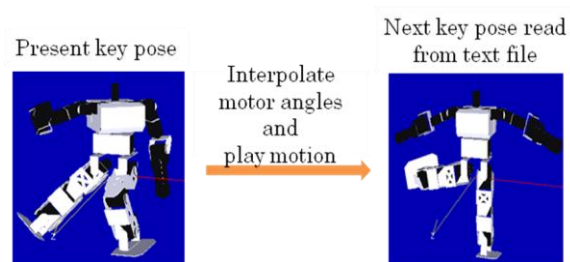 Present key pose
Interpolate
motor angles
and
play motion
Next key pose read
from text file